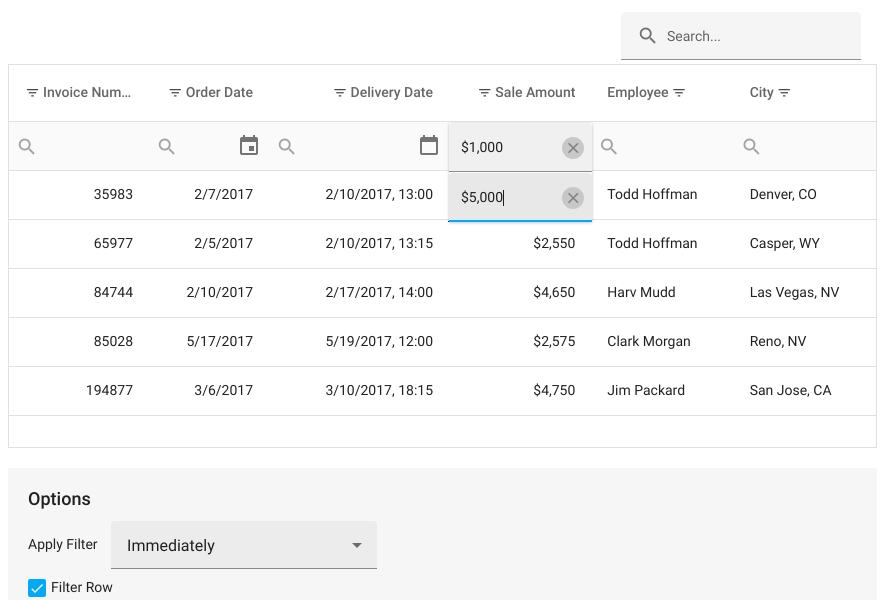 Search...
Invoice Num... Order Date Delivery Date Sale Amount Employee City
$1,000
35983 2/7/2017 2/10/2017, 13:00 $5,000 Todd Hoffman Denver, CO
65977 2/5/2017 2/10/2017, 13:15 $2,550 Todd Hoffman Casper, WY
84744 2/10/2017 2/17/2017, 14:00 $4,650 Harv Mudd Las Vegas, NV
85028 5/17/2017 5/19/2017, 12:00 $2,575 Clark Morgan Reno, NV
194877 3/6/2017 3/10/2017, 18:15 $4,750 Jim Packard San Jose, CA
Options
Apply Filter Immediately
Filter Row